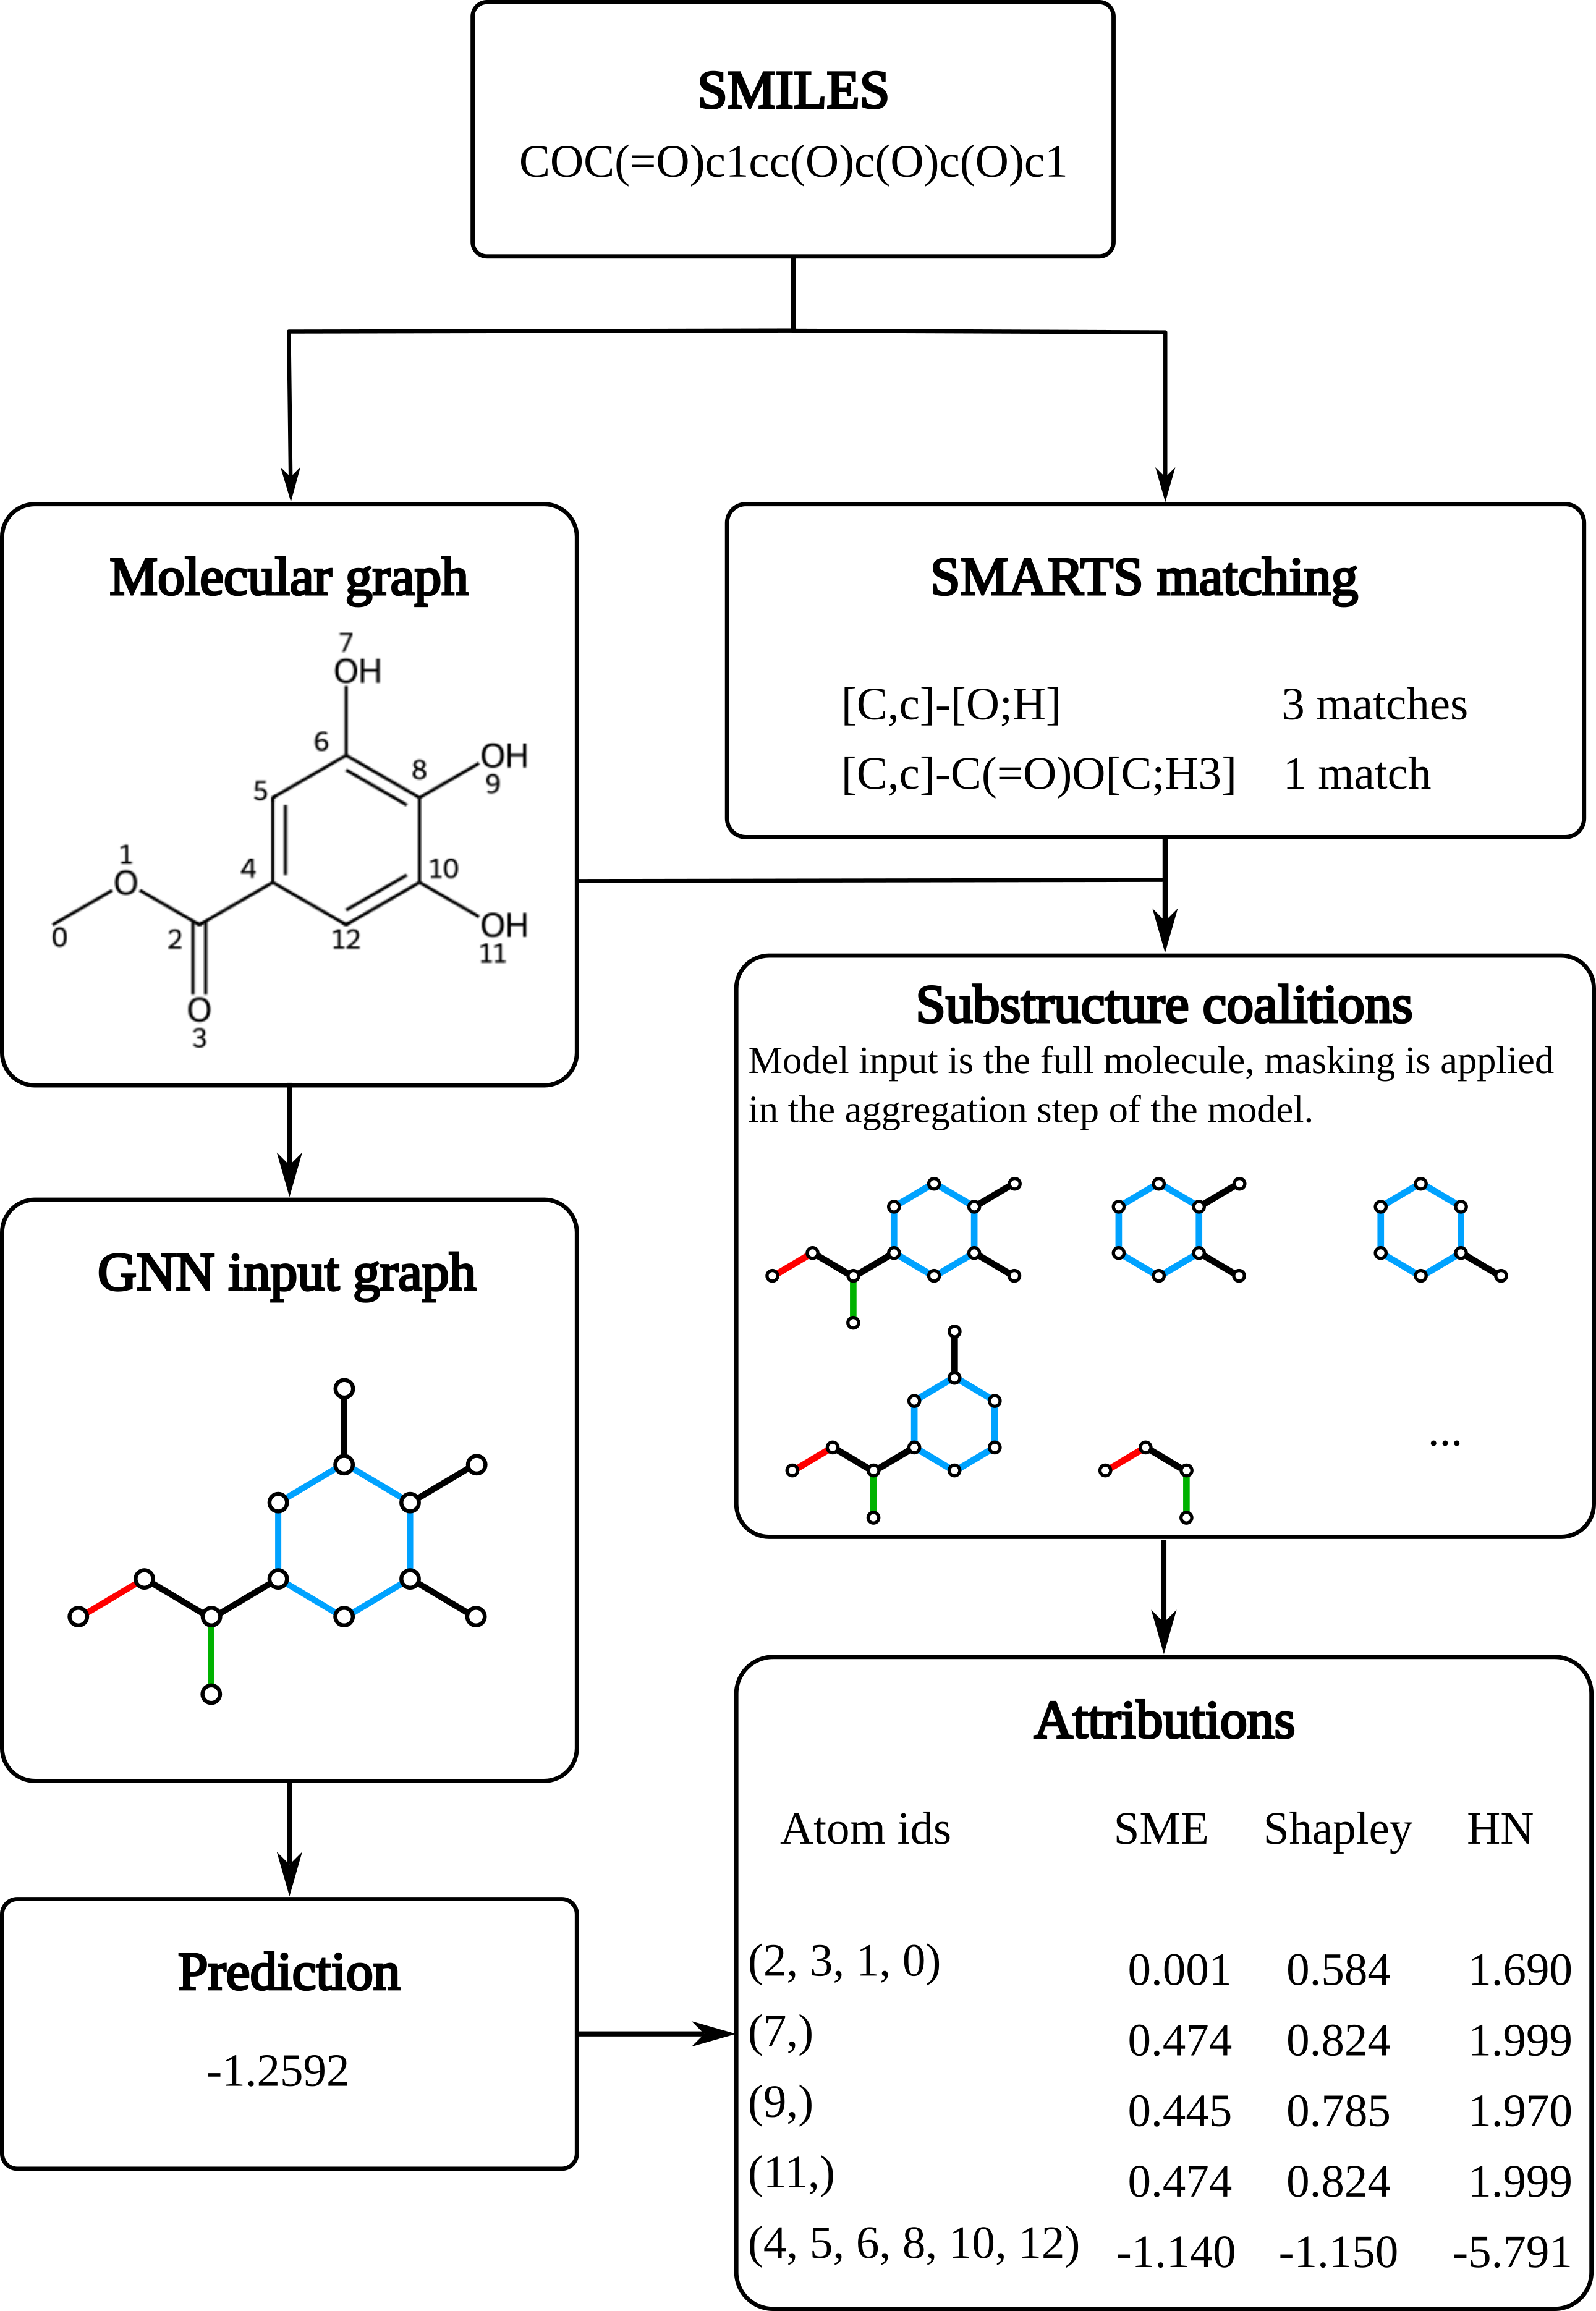 SMILES
COC(=O)c1cc(O)c(O)c(O)c1
Molecular graph
7
OH
6
8
OH
9
5
1
O
4
10
0
2
12
OH
11
O
3
SMARTS matching
[C,c]-[O;H] 3 matches
[C,c]-C(=O)O[C;H3] 1 match
Substructure coalitions
Model input is the full molecule, masking is applied
in the aggregation step of the model.
...
GNN input graph
Prediction
-1.2592
Attributions
Atom ids SME Shapley HN
(2, 3, 1, 0) 0.001 0.584 1.690
(7,) 0.474 0.824 1.999
(9,) 0.445 0.785 1.970
(11,) 0.474 0.824 1.999
(4, 5, 6, 8, 10, 12) -1.140 -1.150 -5.791